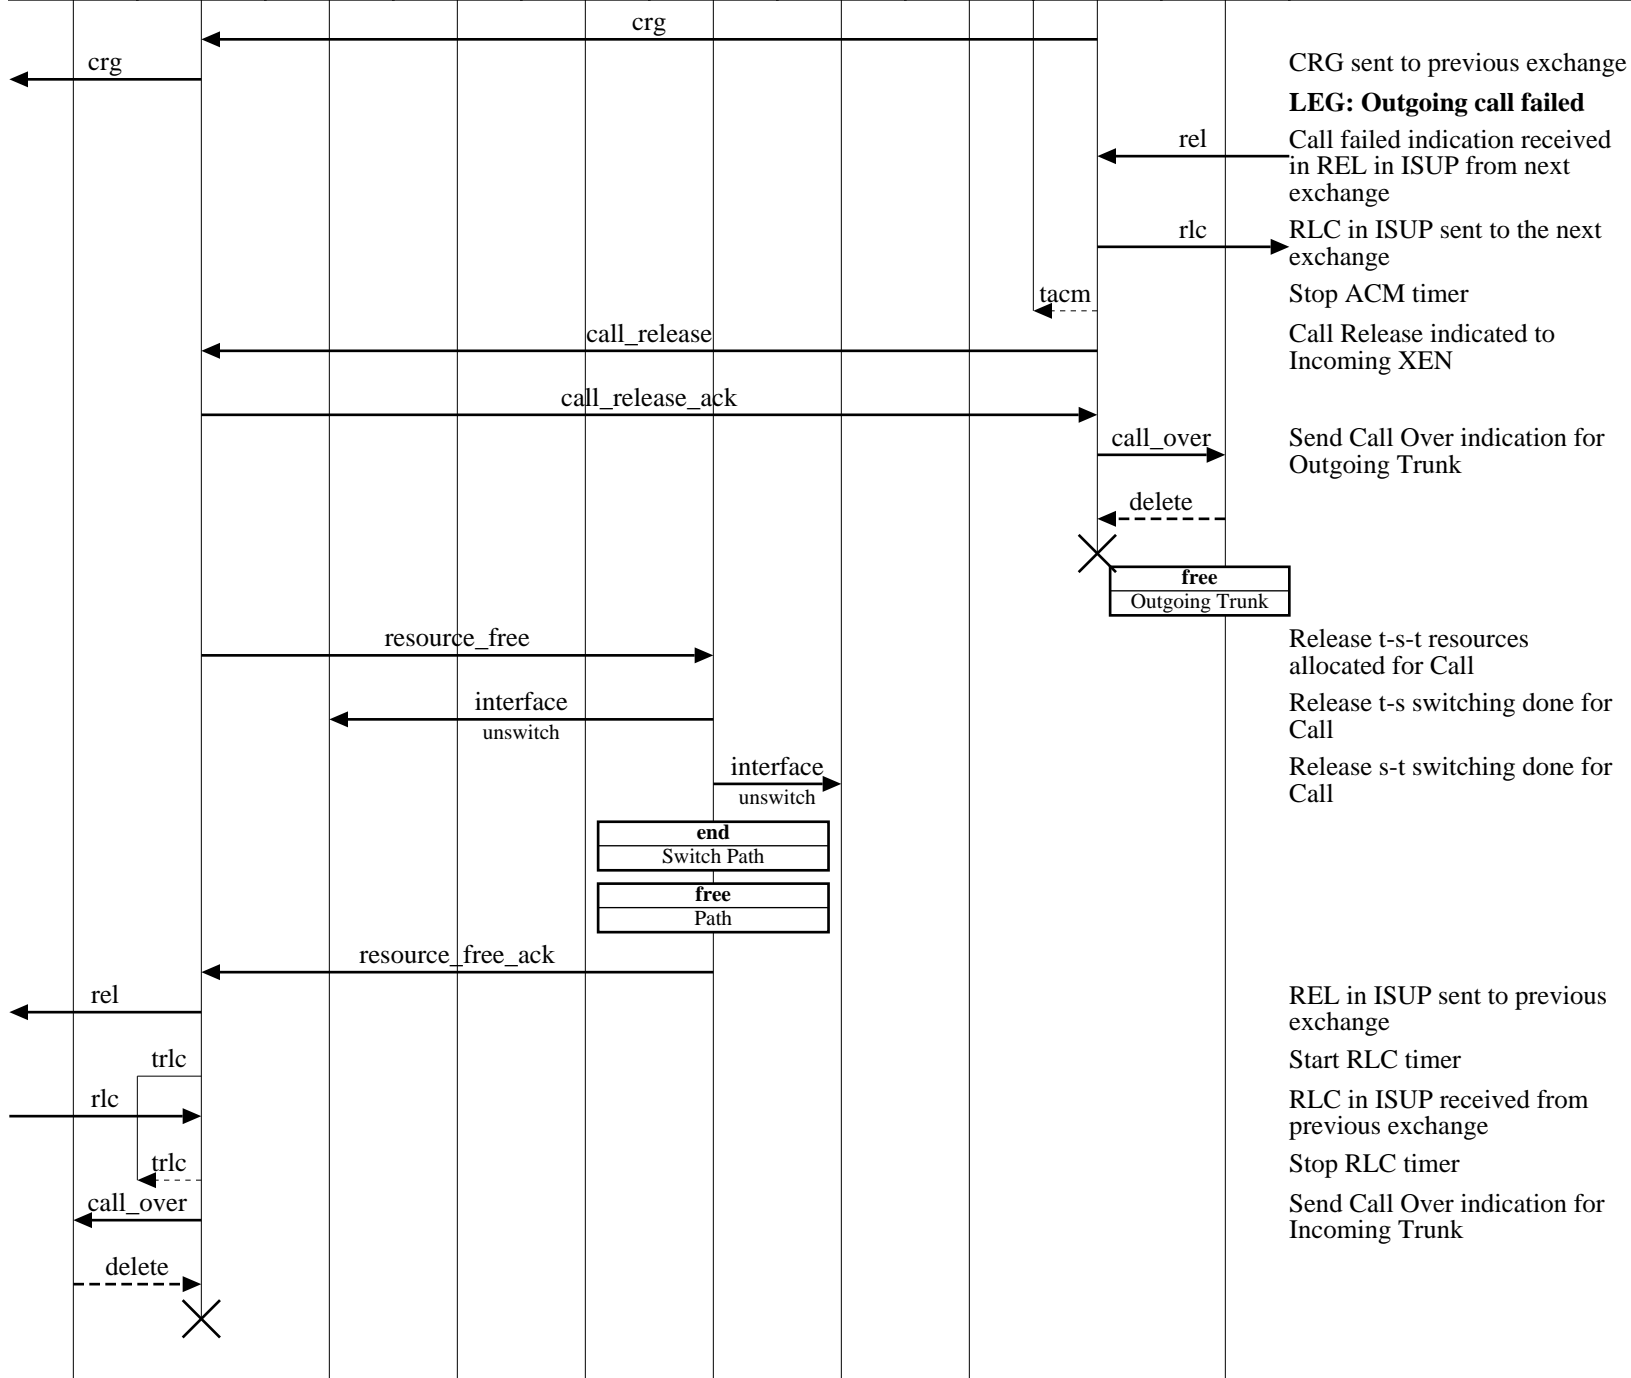 crg
crg
CRG sent to previous exchange
LEG: Outgoing call failed
rel
Call failed indication received
in REL in ISUP from next
exchange
rlc
RLC in ISUP sent to the next
exchange
tacm
Stop ACM timer
call_release
Call Release indicated to
Incoming XEN
call_release_ack
call_over
Send Call Over indication for
Outgoing Trunk
delete
free
Outgoing Trunk
resource_free
Release t-s-t resources
allocated for Call
interface
unswitch
Release t-s switching done for
Call
interface
unswitch
Release s-t switching done for
Call
end
Switch Path
free
Path
resource_free_ack
rel
REL in ISUP sent to previous
exchange
trlc
Start RLC timer
rlc
RLC in ISUP received from
previous exchange
trlc
Stop RLC timer
call_over
Send Call Over indication for
Incoming Trunk
delete